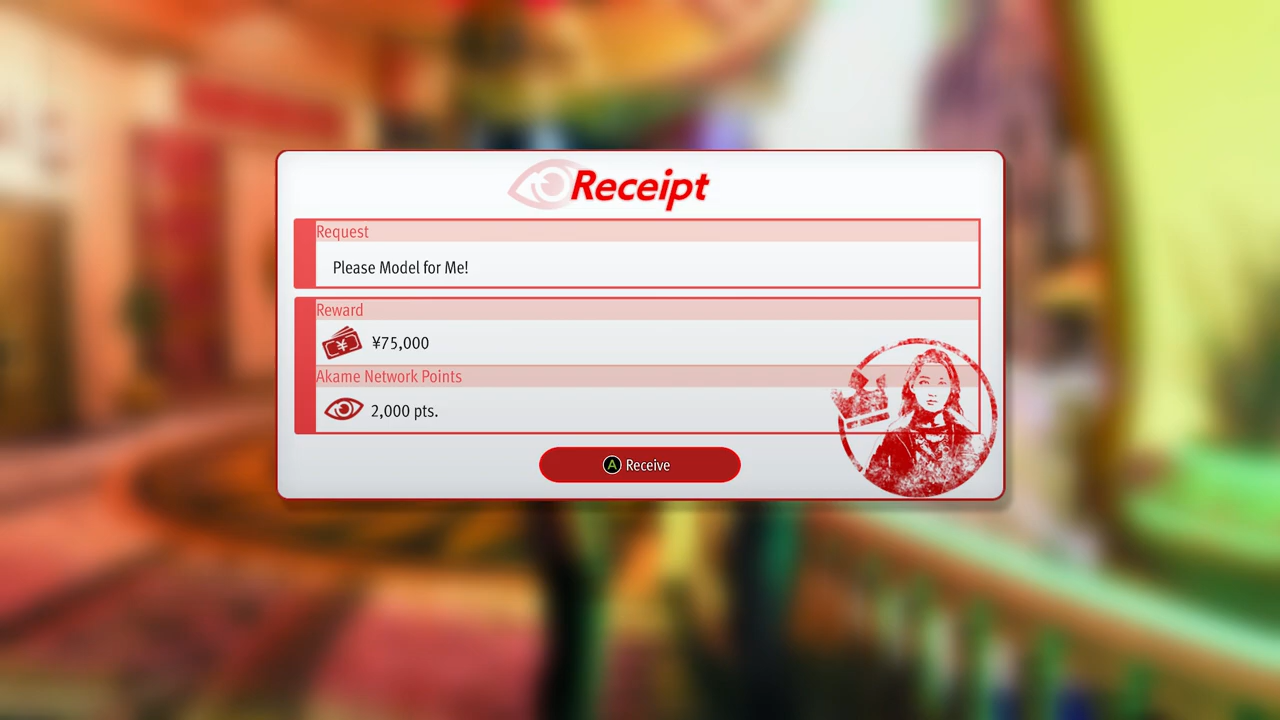 Receipt
Request
Please Model for Me!
Reward
¥
¥75,000
Akame Network Points
2,000 pts.
A Receive